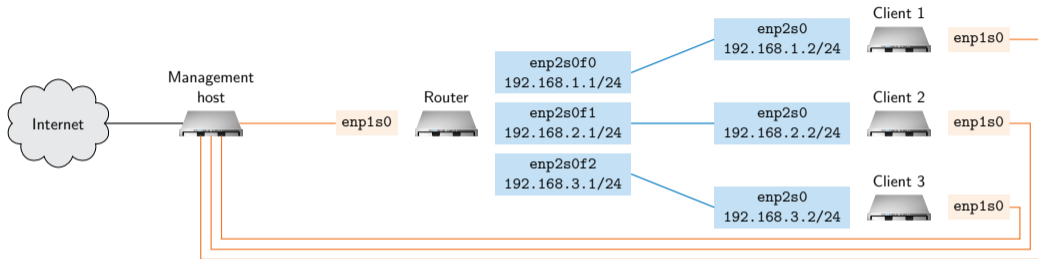 Internet
Management
host
enp1s0
Router
enp2s0f0
192.168.1.1/24
enp2s0f1
192.168.2.1/24
enp2s0f2
192.168.3.1/24
enp2s0
192.168.1.2/24
Client 1
enp1s0
enp2s0
192.168.2.2/24
Client 2
enp1s0
enp2s0
192.168.3.2/24
Client 3
enp1s0